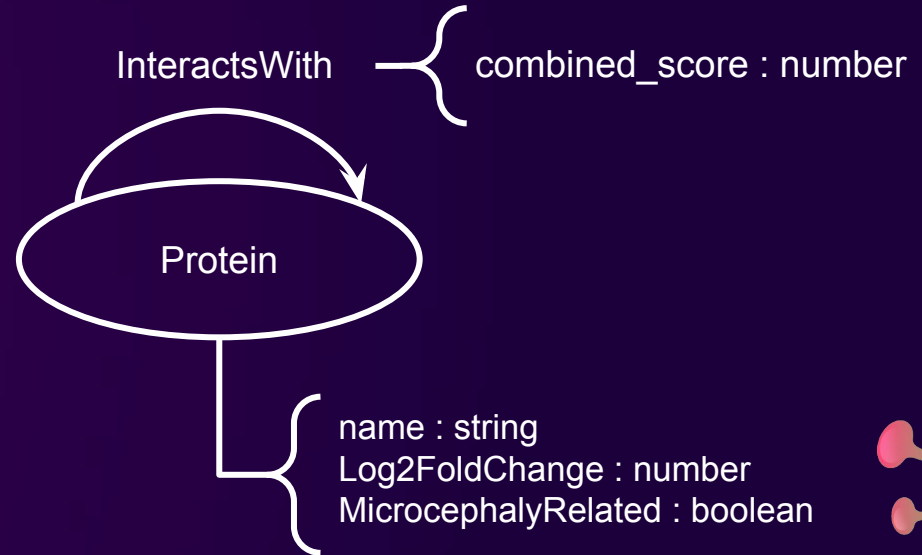 InteractsWith
combined_score : number
Protein
name : string
Log2FoldChange : number
MicrocephalyRelated : boolean